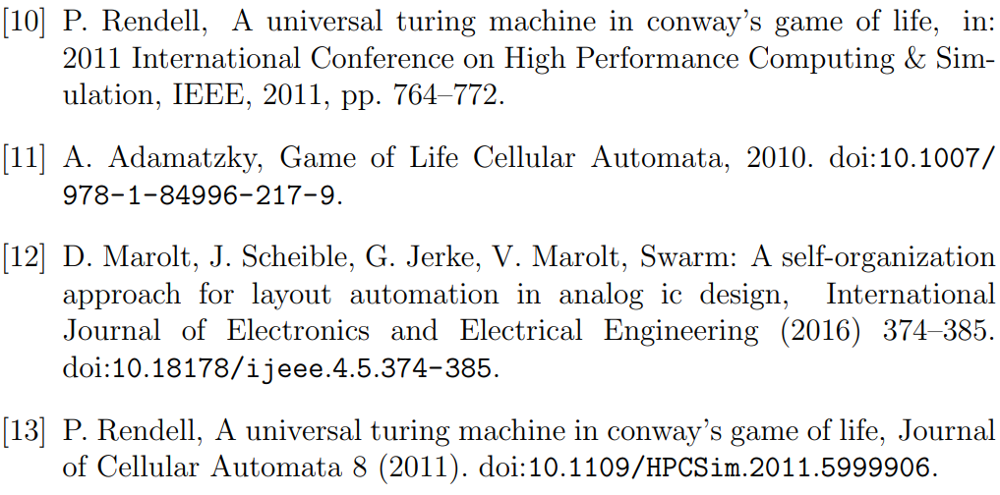 [10] P. Rendell, A universal turing machine in conway's game of life, in:
2011 International Conference on High Performance Computing & Sim-
ulation, IEEE, 2011, pp. 764–772.
[11] A. Adamatzky, Game of Life Cellular Automata, 2010. doi:10.1007/
978-1-84996-217-9.
[12] D. Marolt, J. Scheible, G. Jerke, V. Marolt, Swarm: A self-organization
approach for layout automation in analog ic design, International
Journal of Electronics and Electrical Engineering (2016) 374–385.
doi:10.18178/ijeee.4.5.374-385.
[13] P. Rendell, A universal turing machine in conway's game of life, Journal
of Cellular Automata 8 (2011). doi:10.1109/HPCSim.2011.5999906.